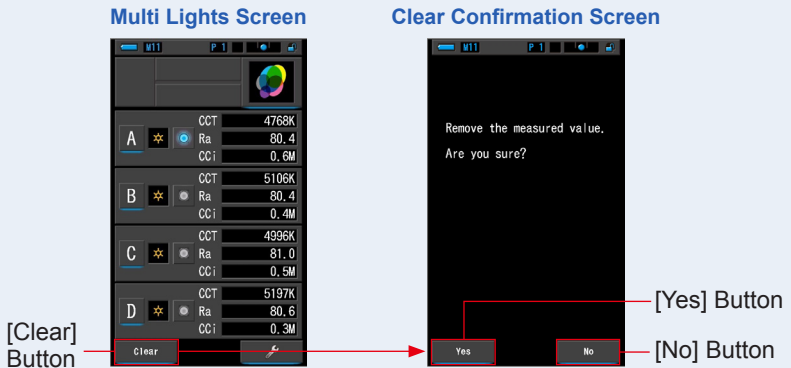 Multi Lights Screen
Clear Confirmation Screen
M11 P 1
A
CCT 4768K
Ra 80.4
CCi 0.6M
B
CCT 5106K
Ra 80.4
CCi 0.4M
C
CCT 4996K
Ra 81.0
CCi 0.5M
D
CCT 5197K
Ra 80.6
CCi 0.3M
Clear
[Clear]
Button
M11 P 1
Remove the measured value.
Are you sure?
Yes No
[Yes] Button
[No] Button